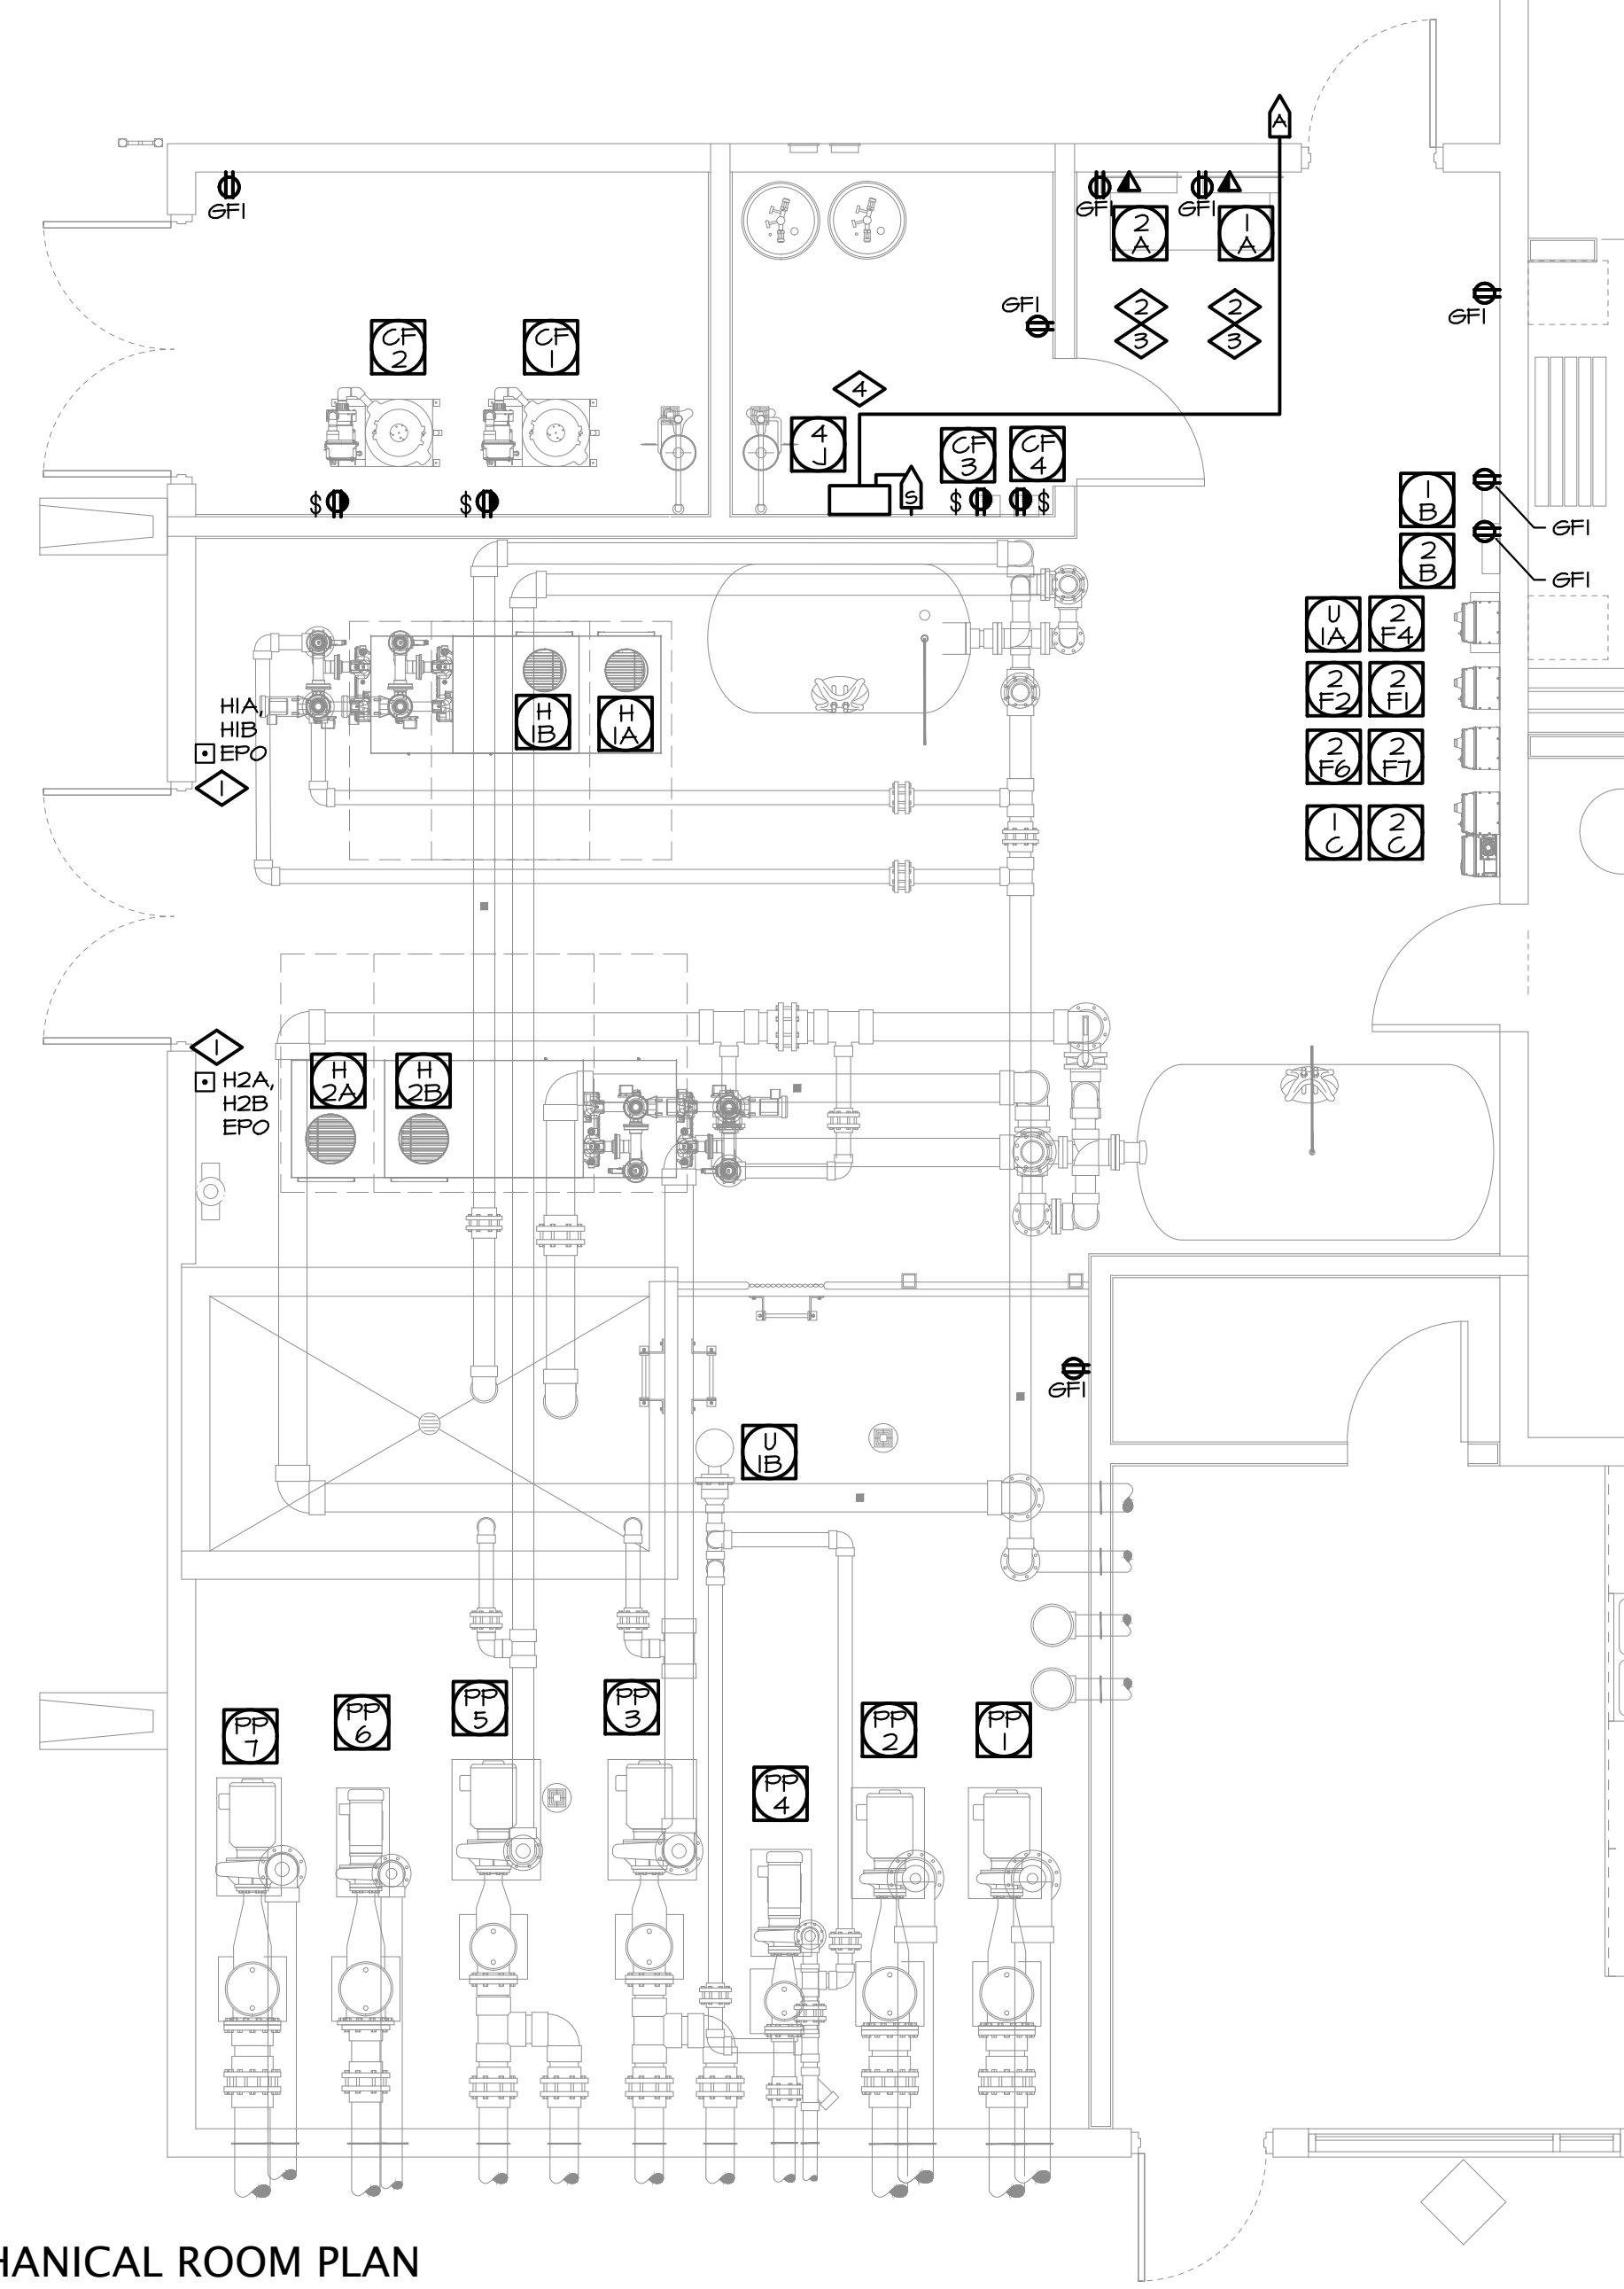 A
GFI
GFI
GFI
2
A
1
A
GFI
2
2
GFI
3
3
CF
2
CF
1
4
4
J
CF
3
CF
4
$
$
S
$
$
1
B
GFI
2
B
GFI
U
1A
2
F4
2
F2
2
F1
H1A,
H1B
EPO
H
1B
H
1A
2
F6
2
F7
1
1
C
2
C
1
H2A,
H2B
EPO
H
2A
H
2B
GFI
U
1B
PP
7
PP
6
PP
5
PP
3
PP
4
PP
2
PP
1
HANICAL ROOM PLAN